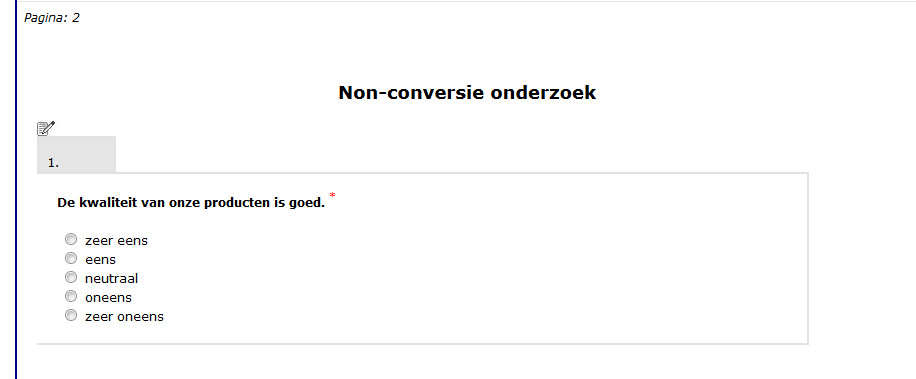 Pagina: 2
Non-conversie onderzoek
1.
De kwaliteit van onze producten is goed. *
zeer eens
eens
neutraal
oneens
zeer oneens